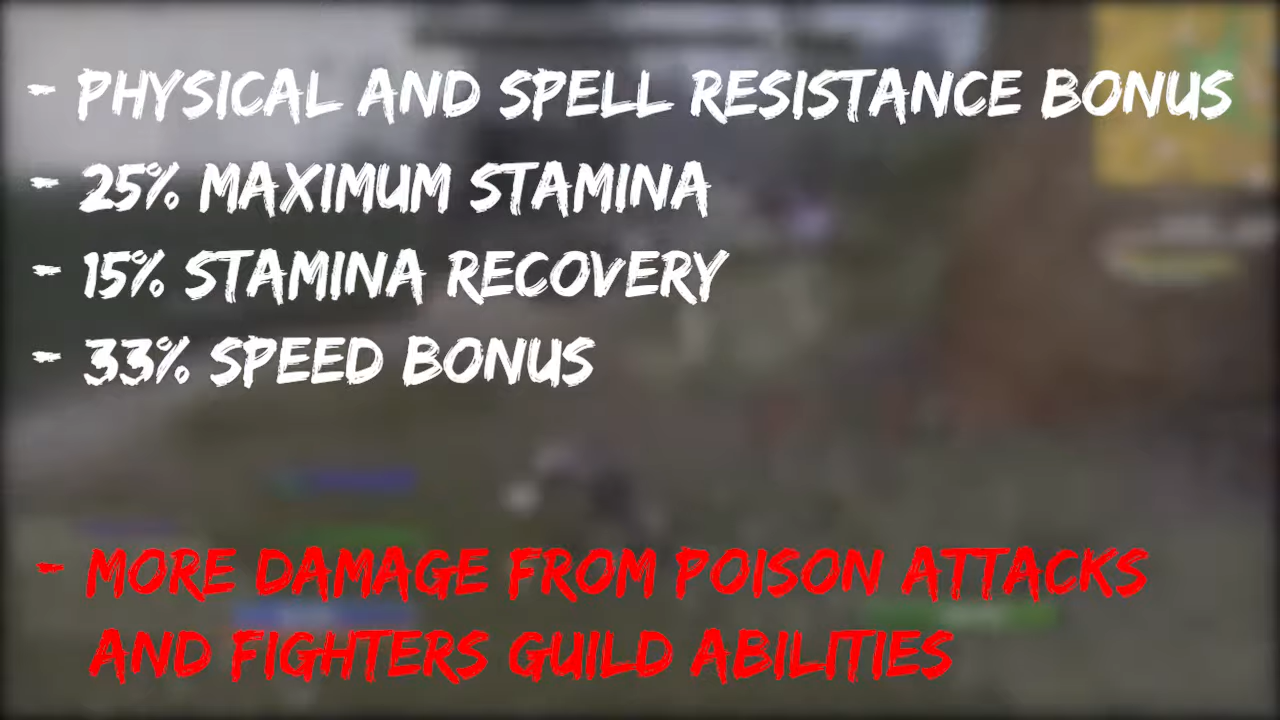 - PHYSICAL AND SPELL RESISTANCE BONUS
- 25% MAXIMUM STAMINA
- 15% STAMINA RECOVERY
- 33% SPEED BONUS
- MORE DAMAGE FROM POISON ATTACKS
AND FIGHTERS GUILD ABILITIES